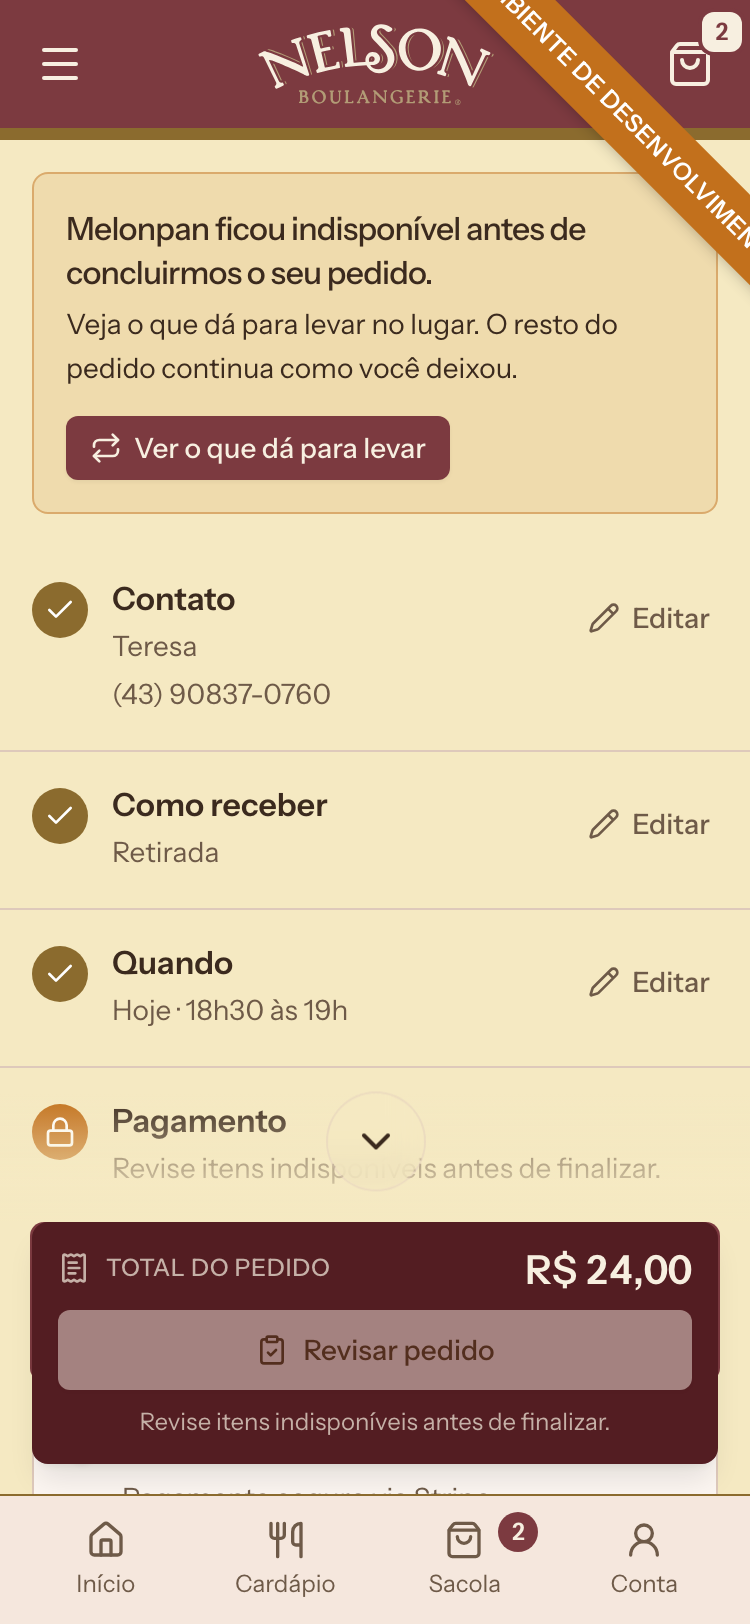 NELSON
BOULANGERIE
2
DE DESENVOLVIMEN
Melonpan ficou indisponível antes de
concluirmos o seu pedido.
Veja o que dá para levar no lugar. O resto do
pedido continua como você deixou.
Ver o que dá para levar
Contato
Editar
Teresa
(43) 90837-0760
Como receber
Editar
Retirada
Quando
Editar
Hoje · 18h30 às 19h
Pagamento
Revise itens indisponíveis antes de finalizar.
TOTAL DO PEDIDO
R$ 24,00
Revisar pedido
Revise itens indisponíveis antes de finalizar.
Início
Cardápio
Sacola
2
Conta